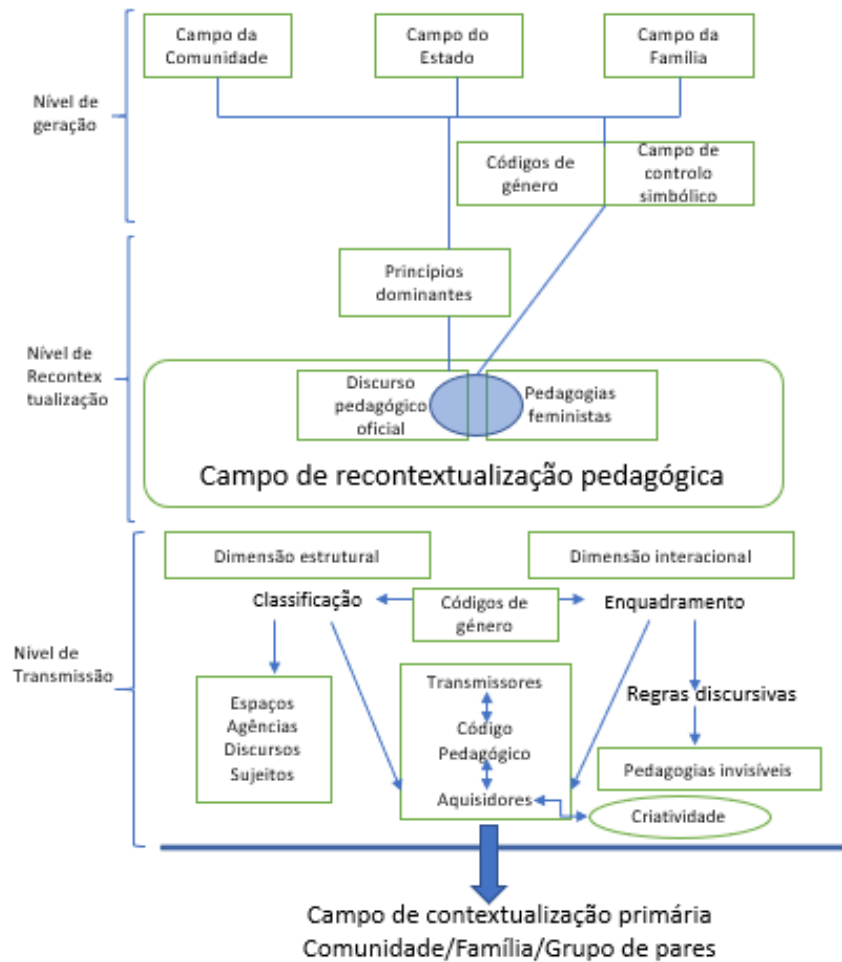 Campo da
Comunidade
Campo do
Estado
Campo da
Família
Nível de
geração
Códigos de
género
Campo de
controlo
simbólico
Princípios
dominantes
Nível de
Recontex
tualização
Discurso
pedagógico
oficial
Pedagogias
feministas
Campo de recontextualização pedagógica
Dimensão estrutural
Dimensão interacional
Classificação
Códigos de
género
Enquadramento
Nível de
Transmissão
Espaços
Agências
Discursos
Sujeitos
Transmissores
Código
Pedagógico
Aquisidores
Regras discursivas
Pedagogias invisíveis
Criatividade
Campo de contextualização primária
Comunidade/Família/Grupo de pares